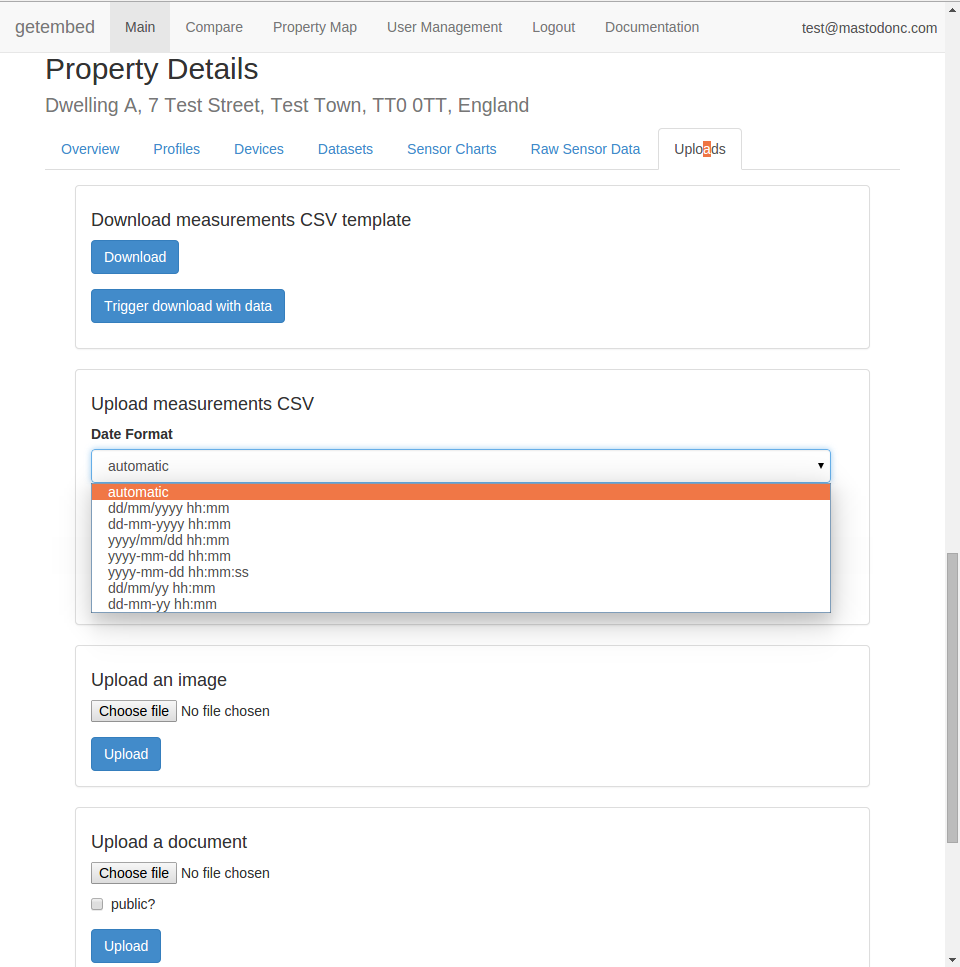 getembed Main Compare Property Map User Management Logout Documentation test@mastodonc.com
Property Details
Dwelling A, 7 Test Street, Test Town, TT0 0TT, England
Overview Profiles Devices Datasets Sensor Charts Raw Sensor Data Uploads
Download measurements CSV template
Download
Trigger download with data
Upload measurements CSV
Date Format
automatic
automatic
dd/mm/yyyy hh:mm
dd-mm-yyyy hh:mm
yyyy/mm/dd hh:mm
yyyy-mm-dd hh:mm
yyyy-mm-dd hh:mm:ss
dd/mm/yy hh:mm
dd-mm-yy hh:mm
Upload an image
Choose file No file chosen
Upload
Upload a document
Choose file No file chosen
public?
Upload